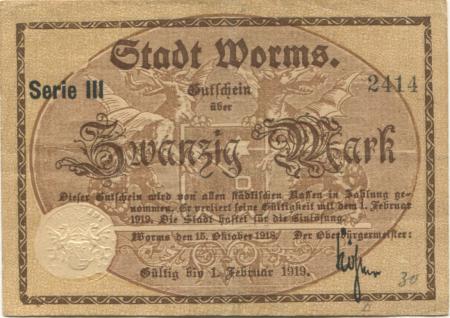 Stadt Worms.
Serie III
2414
Gutschein
über
Zwanzig Mark
Dieser Gutschein wird von allen städtischen Kassen in Zahlung ge-
nommen. Er verliert seine Gültigkeit mit dem 1. Februar
1919. Die Stadt haftet für die Einlösung.
Worms den 15. Oktober 1918. Der Oberbürgermeister:
Köhler
Gültig bis 1. Februar 1919.
30